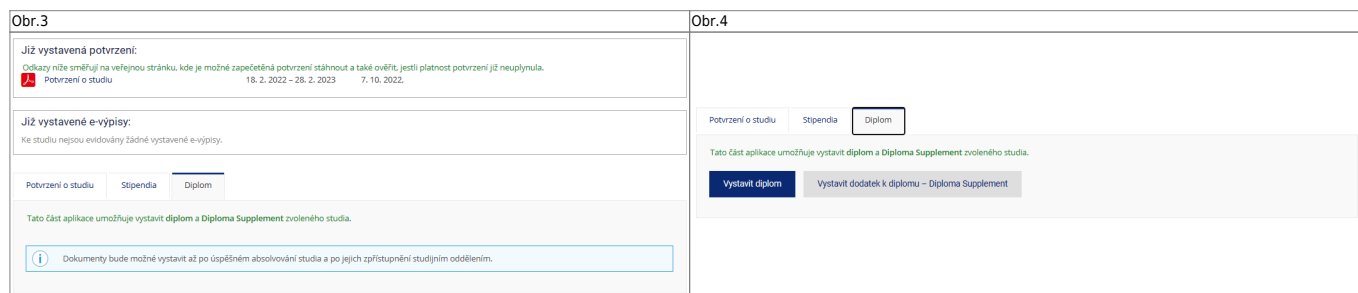 Obr.3
Již vystavená potvrzení:
Odkazy níže směřují na veřejnou stránku, kde je možné zapečetěná potvrzení stáhnout a také ověřit, jestli platnost potvrzení již neuplynula.
Potvrzení o studiu 18. 2. 2022 – 28. 2. 2023 7. 10. 2022,
Již vystavené e-výpisy:
Ke studiu nejsou evidovány žádné vystavené e-výpisy.
Potvrzení o studiu Stipendia Diplom
Tato část aplikace umožňuje vystavit diplom a Diploma Supplement zvoleného studia.
Dokumenty bude možné vystavit až po úspěšném absolvování studia a po jejich zpřístupnění studijním oddělením.
Obr.4
Potvrzení o studiu Stipendia Diplom
Tato část aplikace umožňuje vystavit diplom a Diploma Supplement zvoleného studia.
Vystavit diplom Vystavit dodatek k diplomu – Diploma Supplement